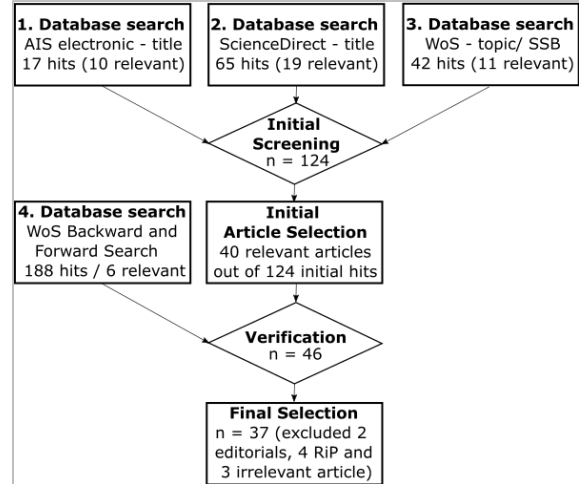 1. Database search
AIS electronic - title
17 hits (10 relevant)
2. Database search
ScienceDirect - title
65 hits (19 relevant)
3. Database search
WoS - topic/ SSB
42 hits (11 relevant)
Initial
Screening
n = 124
4. Database search
WoS Backward and
Forward Search
188 hits / 6 relevant
Initial
Article Selection
40 relevant articles
out of 124 initial hits
Verification
n = 46
Final Selection
n = 37 (excluded 2
editorials, 4 RiP and
3 irrelevant article)